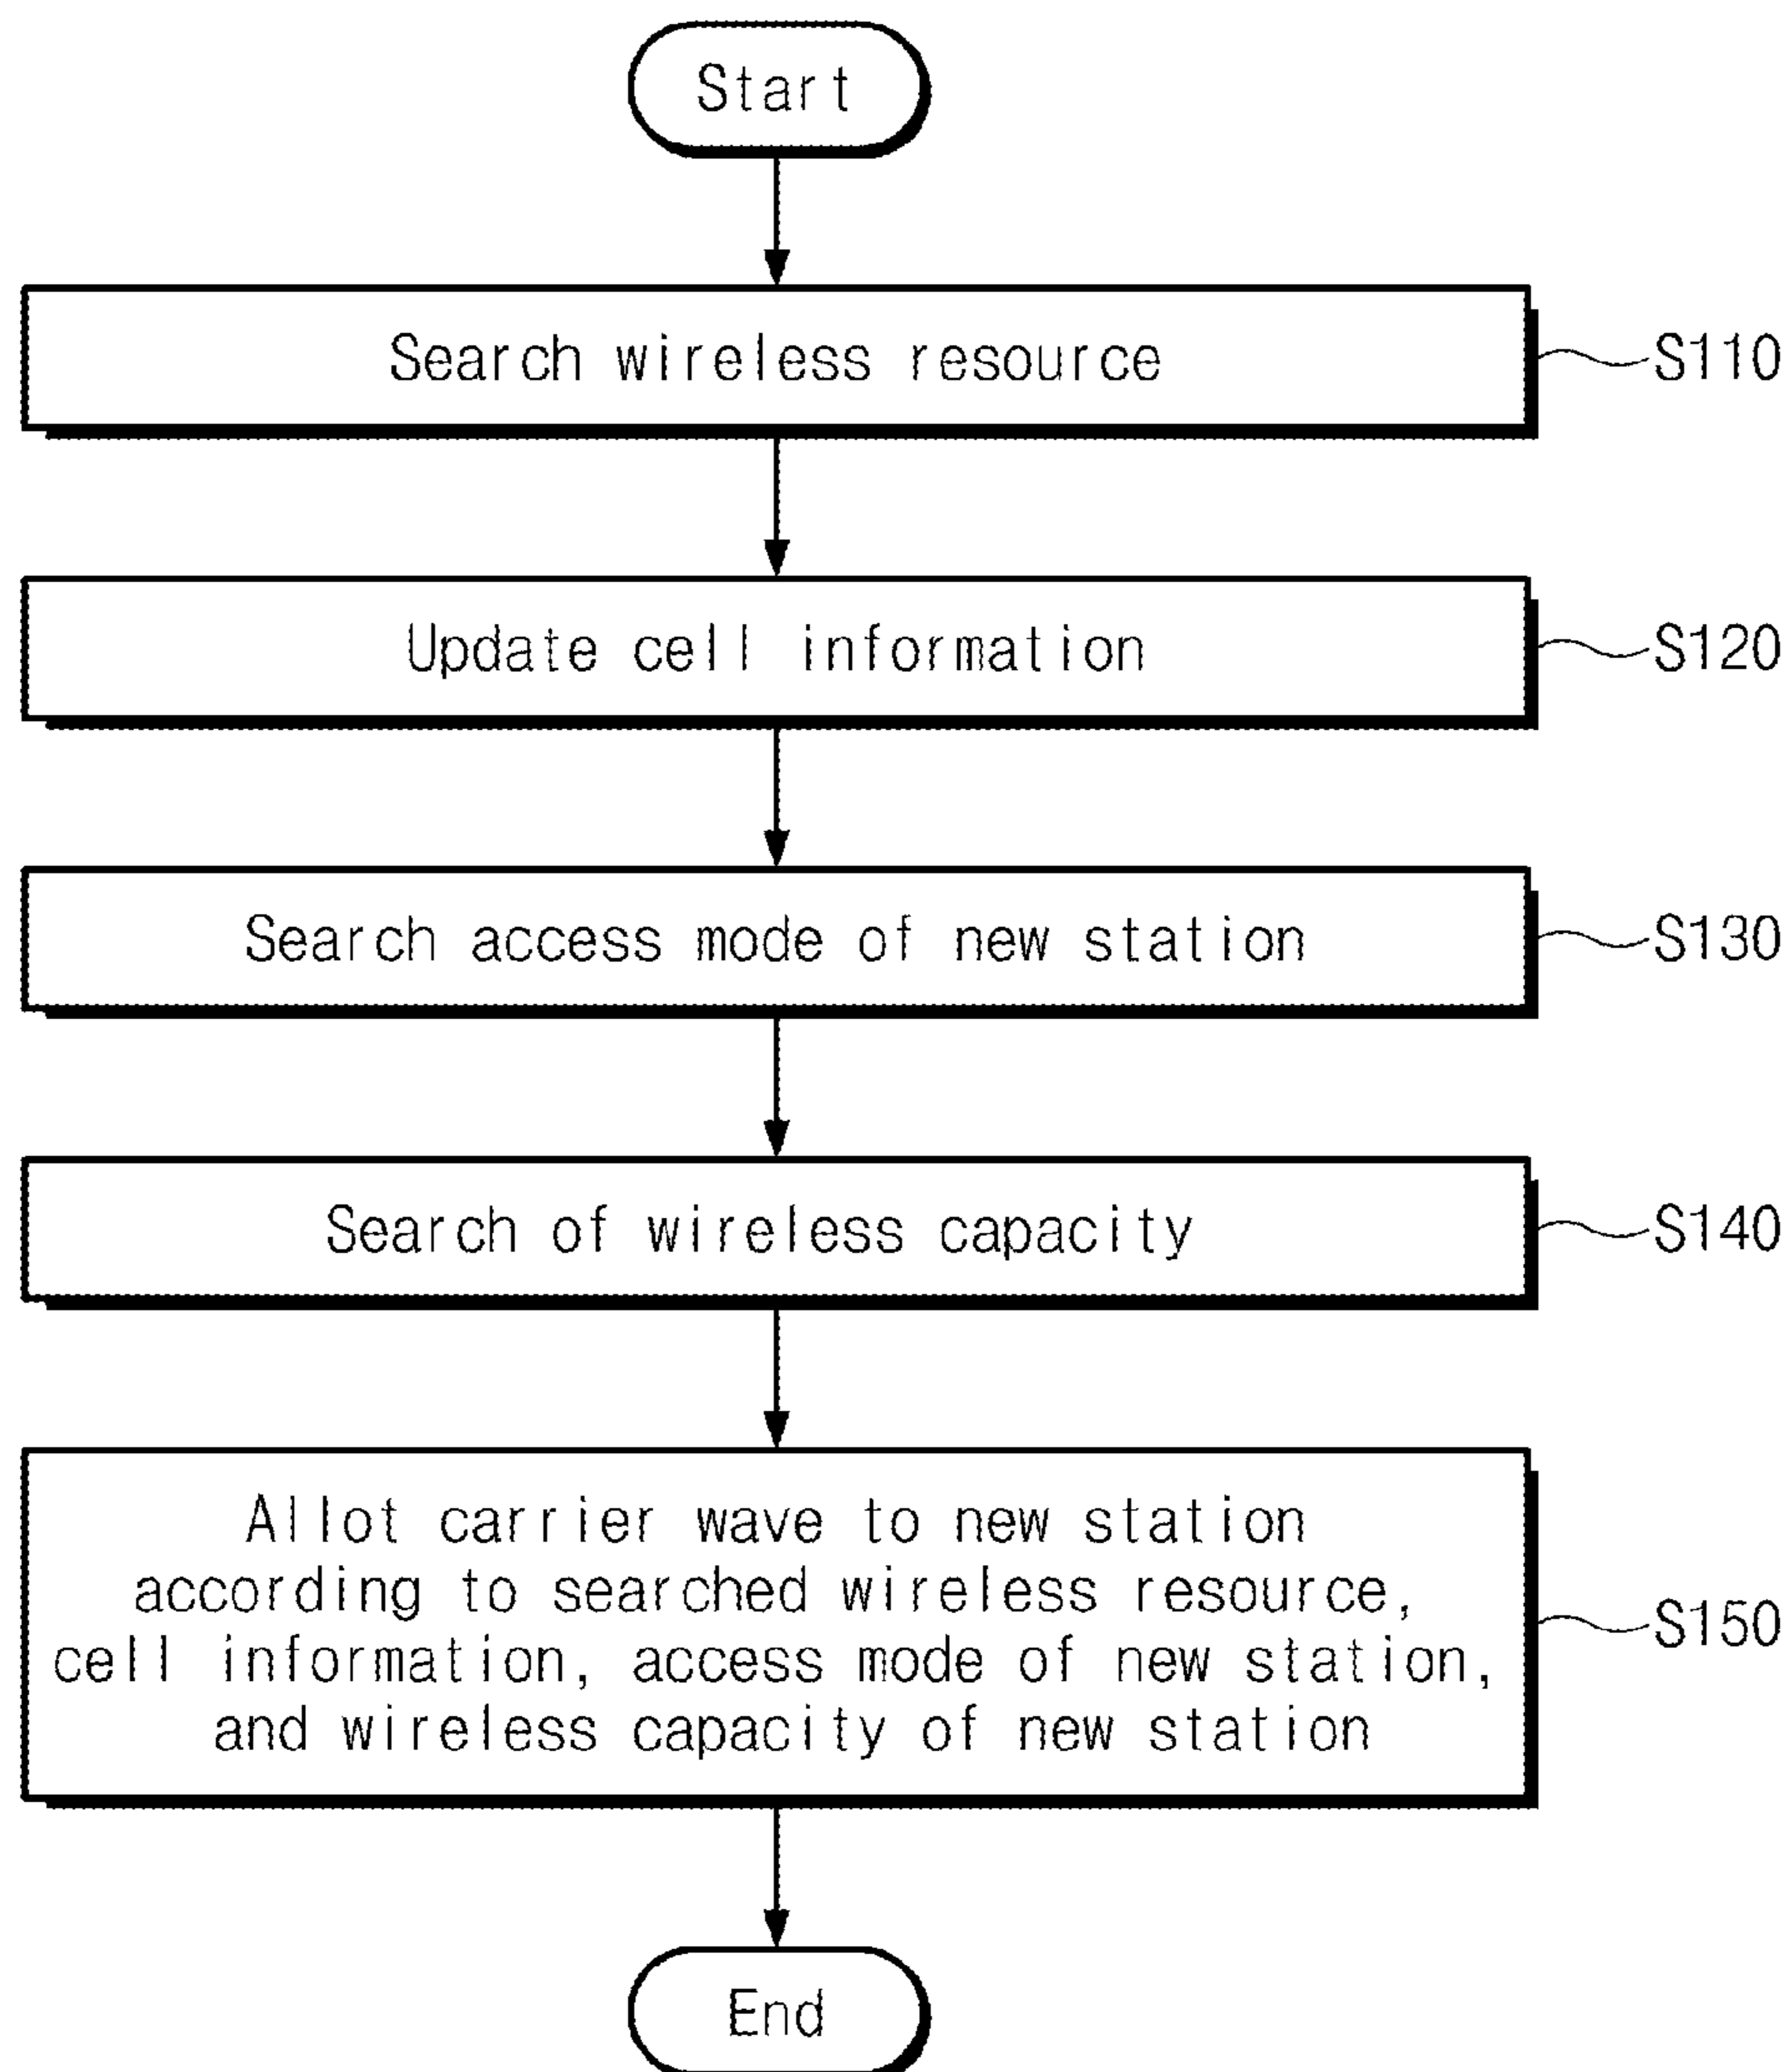 Start
Search wireless resource
S110
Update cell information
S120
Search access mode of new station
S130
Search of wireless capacity
S140
Allot carrier wave to new station
according to searched wireless resource,
cell information, access mode of new station,
and wireless capacity of new station
S150
End